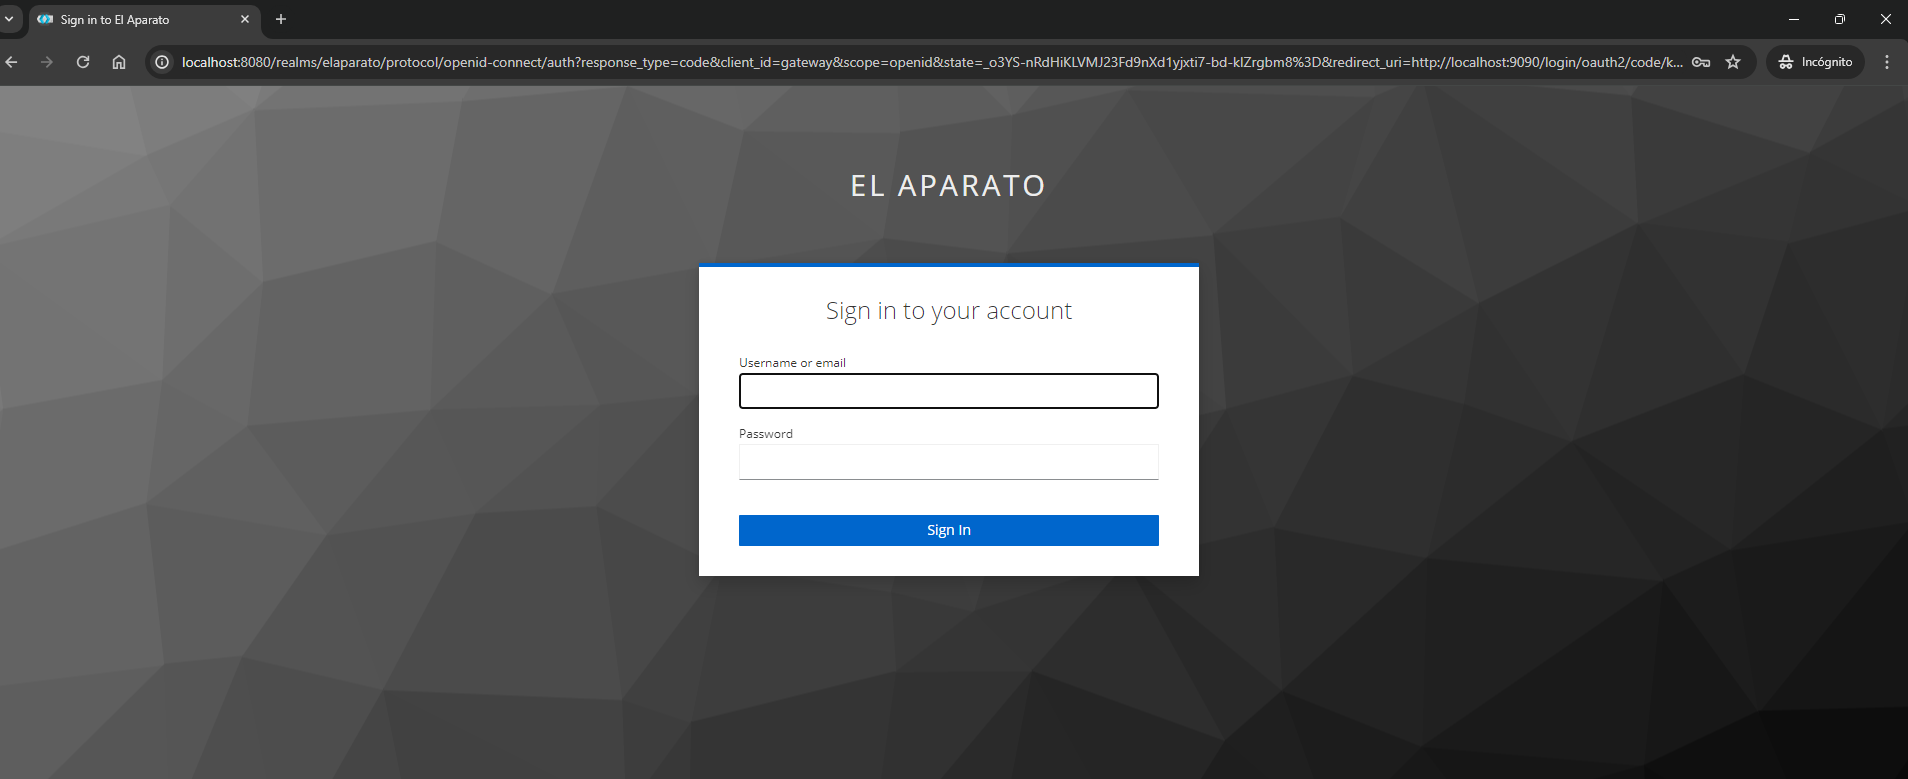 Sign in to El Aparato
localhost:8080/realms/elaparato/protocol/openid-connect/auth?response_type=code&client_id=gateway&scope=openid&state=_o3YS-nRdHiKLVMJ23Fd9nXd1yjxti7-bd-kIZrgbm8%3D&redirect_uri=http://localhost:9090/login/oauth2/code/k...
Incógnito
EL APARATO
Sign in to your account
Username or email
Password
Sign In